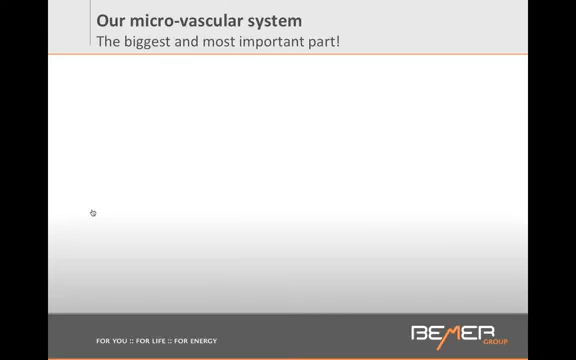 Our micro-vascular system
The biggest and most important part!
FOR YOU :: FOR LIFE :: FOR ENERGY
BEMER
GROUP